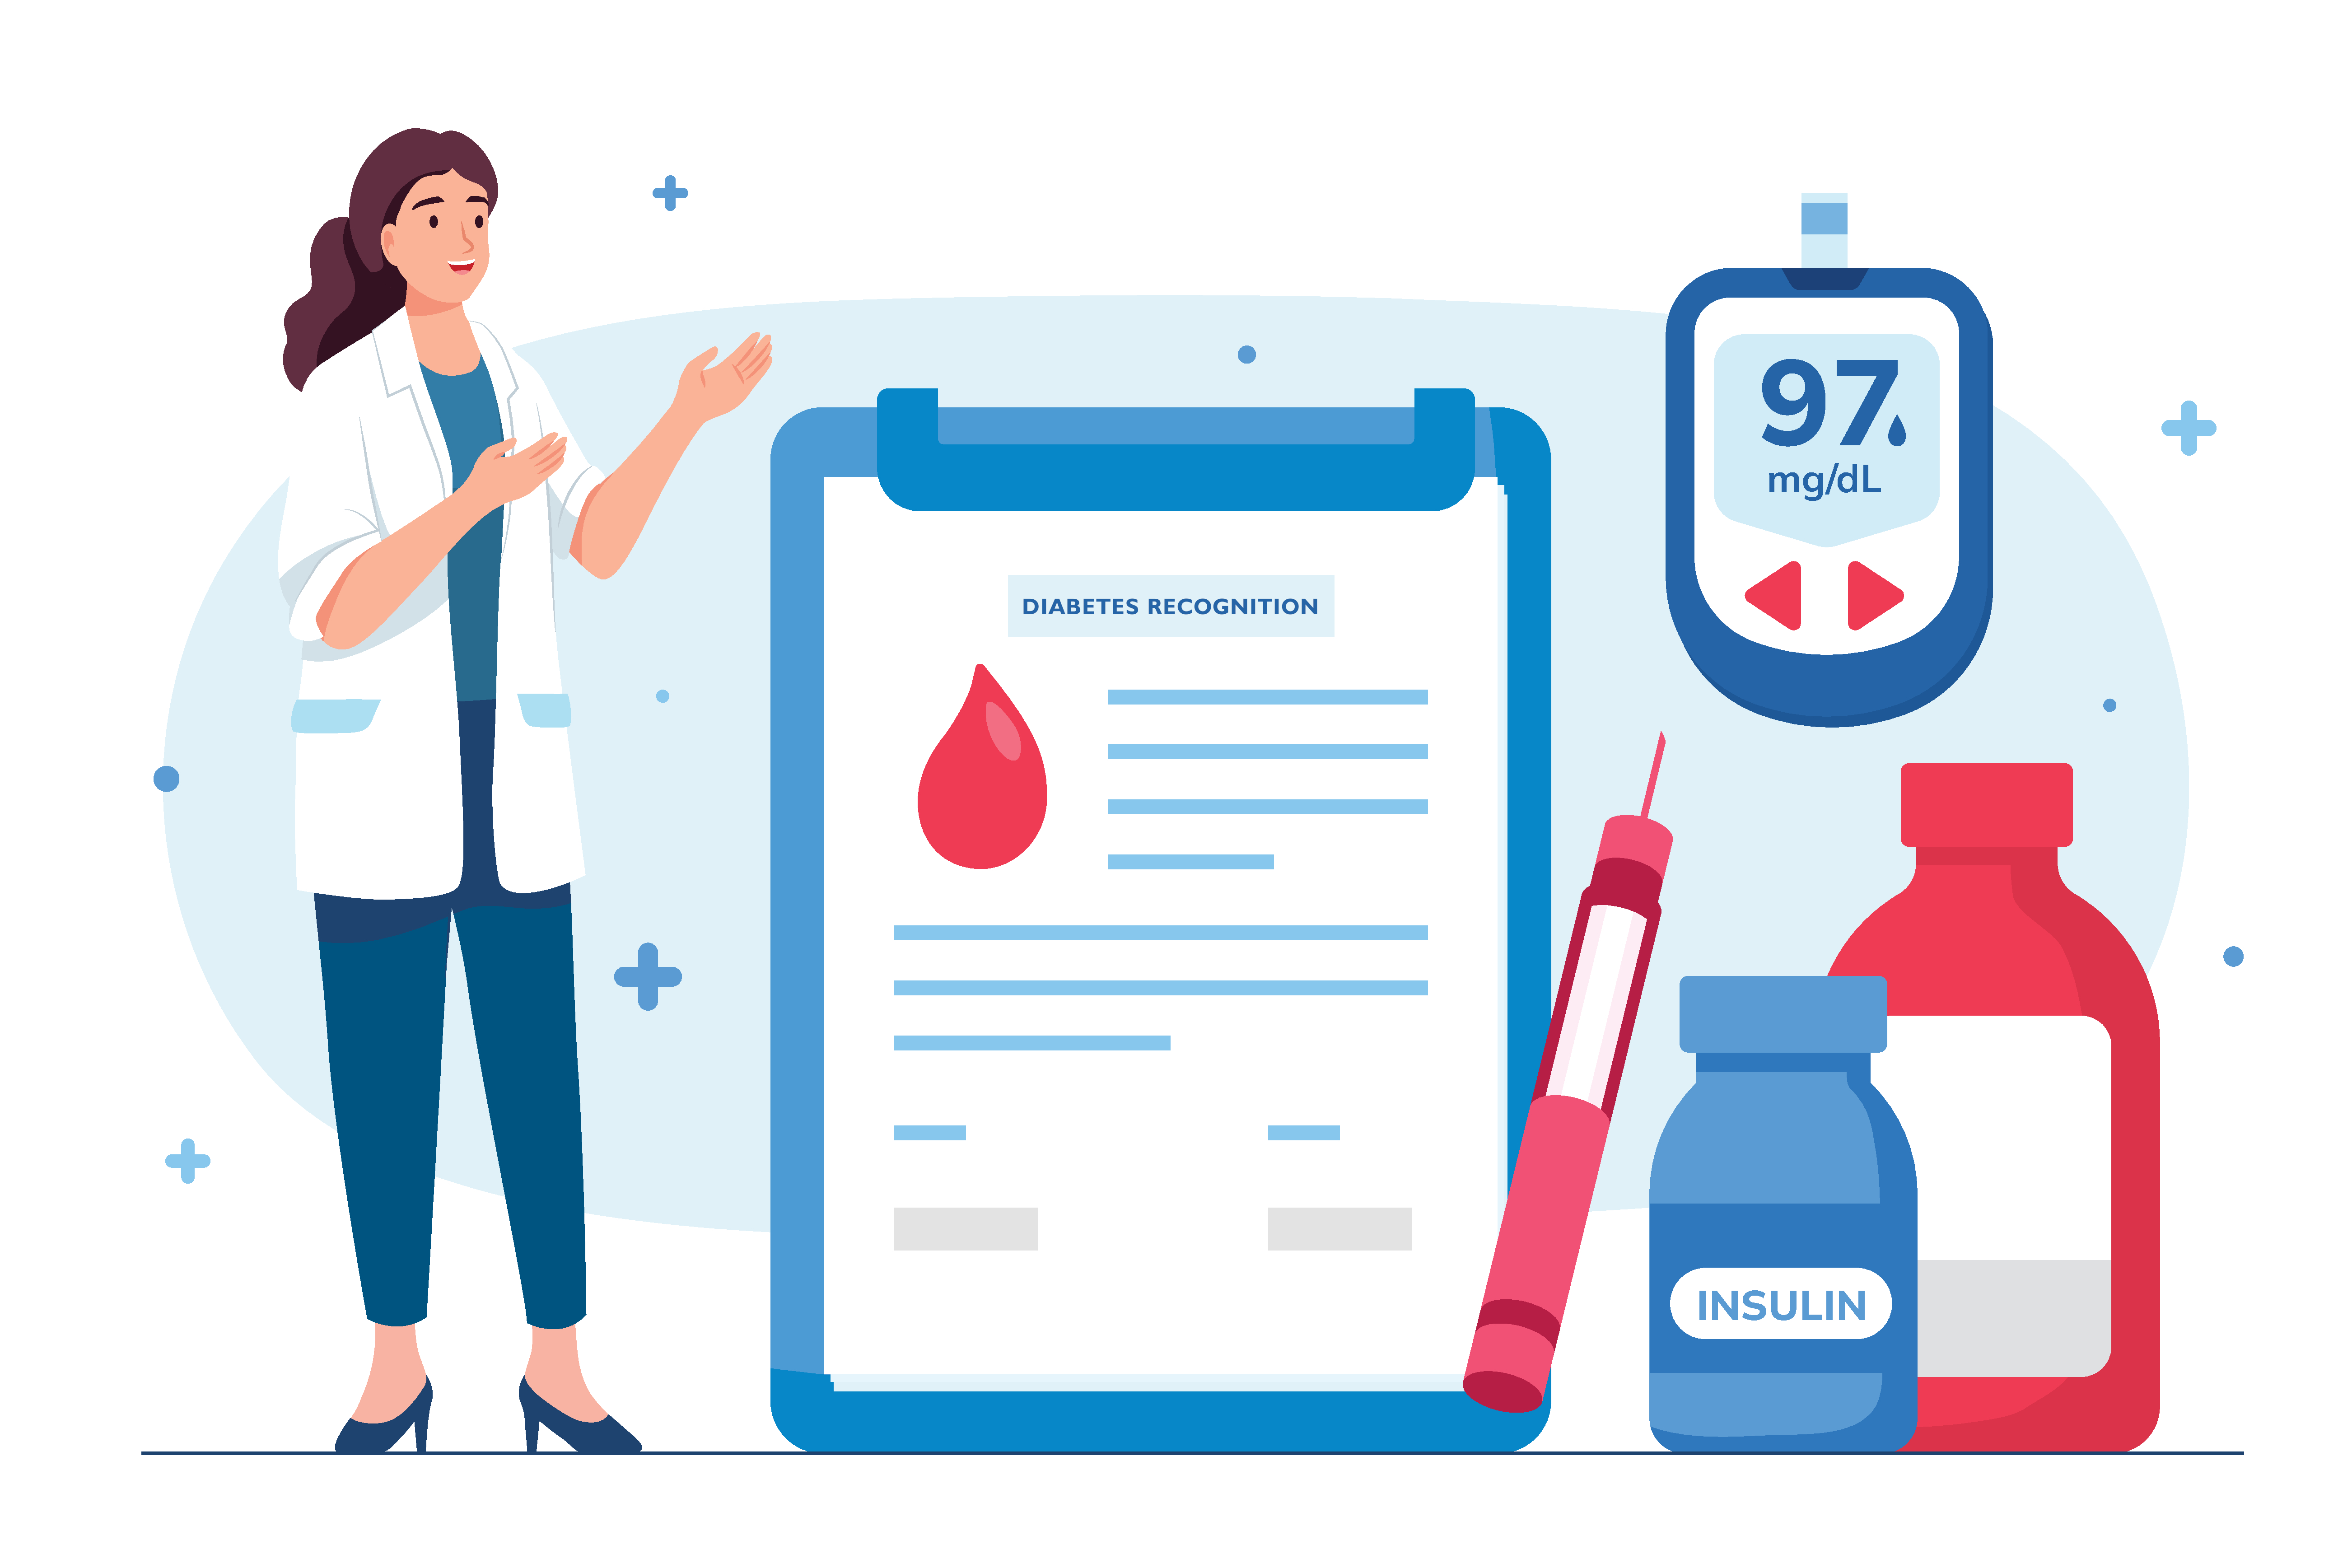 97
mg/dL
DIABETES RECOGNITION
INSULIN